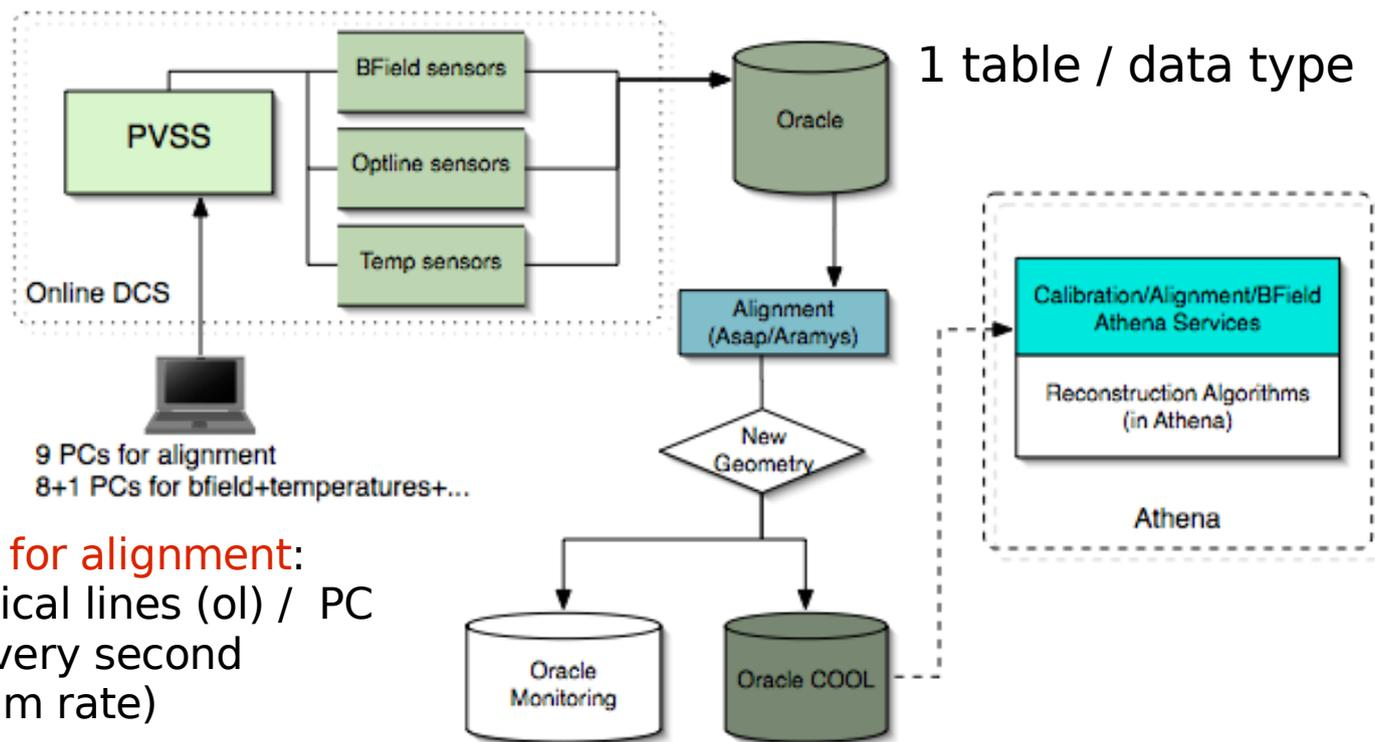 BField sensors
1 table / data type
PVSS
Oracle
Optline sensors
Temp sensors
Online DCS
Alignment
(Asap/Aramys)
Calibration/Alignment/BField
Athena Services
Reconstruction Algorithms
(in Athena)
New
Geometry
9 PCs for alignment
8+1 PCs for bfield+temperatures+...
Athena
for alignment:
ical lines (ol) / PC
very second
m rate)
Oracle
Monitoring
Oracle COOL